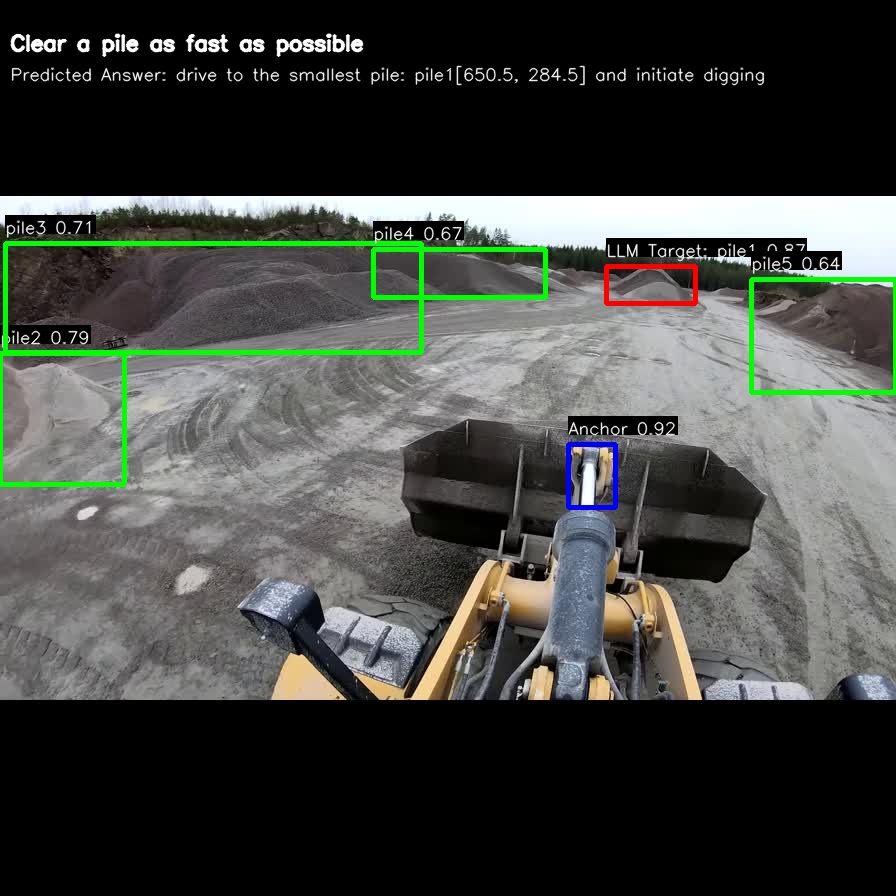 Clear a pile as fast as possible
Predicted Answer: drive to the smallest pile: pile1[650.5, 284.5] and initiate digging
pile3 0.71
pile4 0.67
LLM Target: pile1 0.87
pile5 0.64
pile2 0.79
Anchor 0.92